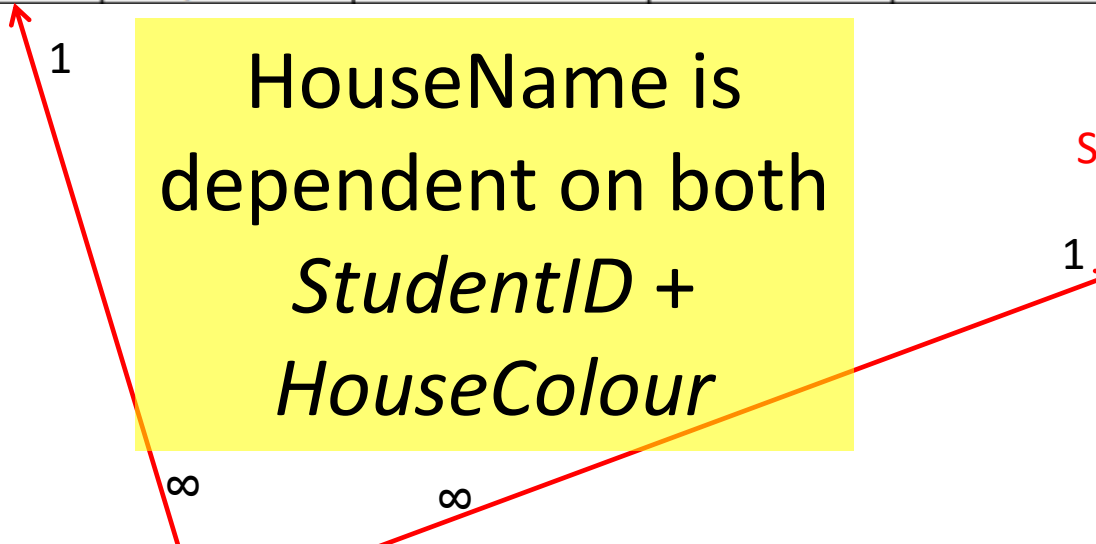 1
HouseName is
dependent on both
StudentID +
HouseColour
S
1
∞
∞